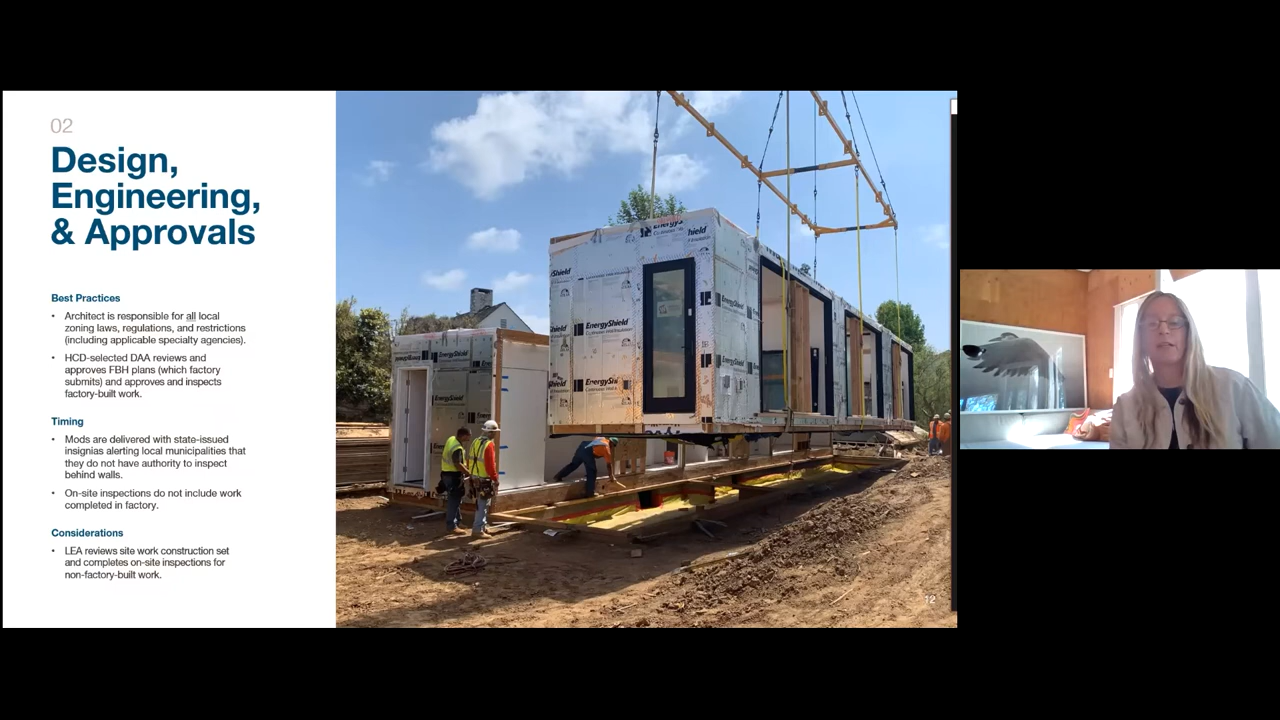 02
Design,
Engineering,
& Approvals
Best Practices
• Architect is responsible for all local
zoning laws, regulations, and restrictions
(including applicable specialty agencies).
• HCD-selected DAA reviews and
approves FBH plans (which factory
submits) and approves and inspects
factory-built work.
Timing
• Mods are delivered with state-issued
insignias alerting local municipalities that
they do not have authority to inspect
behind walls.
• On-site inspections do not include work
completed in factory.
Considerations
• LEA reviews site work construction set
and completes on-site inspections for
non-factory-built work.
EnergyShield
EnergyShield
EnergyShield
12